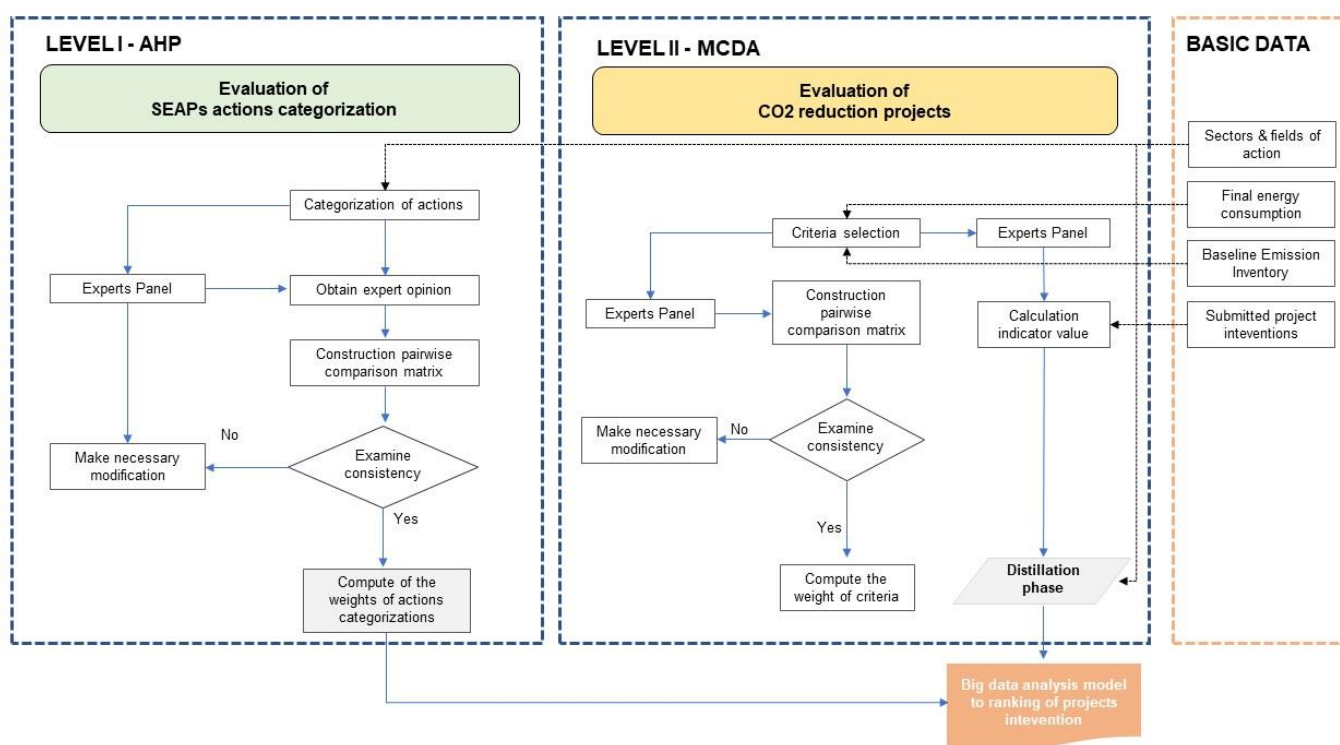 LEVEL I - AHP
Evaluation of
SEAPs actions categorization
Categorization of actions
Experts Panel
Obtain expert opinion
Construction pairwise
comparison matrix
No
Make necessary
modification
Examine
consistency
Yes
Compute of the
weights of actions
categorizations
LEVEL II - MCDA
Evaluation of
CO2 reduction projects
Criteria selection
Experts Panel
Experts Panel
Construction
pairwise
comparison matrix
Calculation
indicator value
No
Make necessary
modification
Examine
consistency
Yes
Compute the
weight of criteria
Distillation
phase
BASIC DATA
Sectors & fields of
action
Final energy
consumption
Baseline Emission
Inventory
Submitted project
inteventions
Big data analysis model
to ranking of projects
intevention